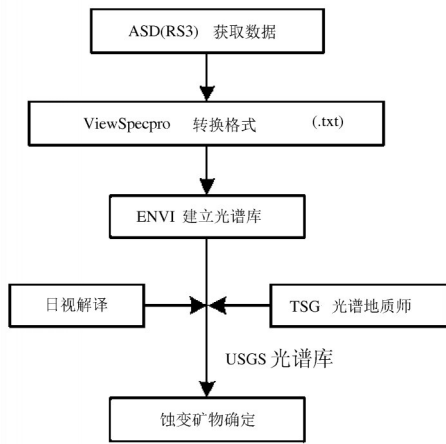 ASD(RS3) 获取数据
ViewSpecpro 转换格式 (.txt)
ENVI 建立光谱库
日视解译
TSG 光谱地质师
USGS 光谱库
蚀变矿物确定